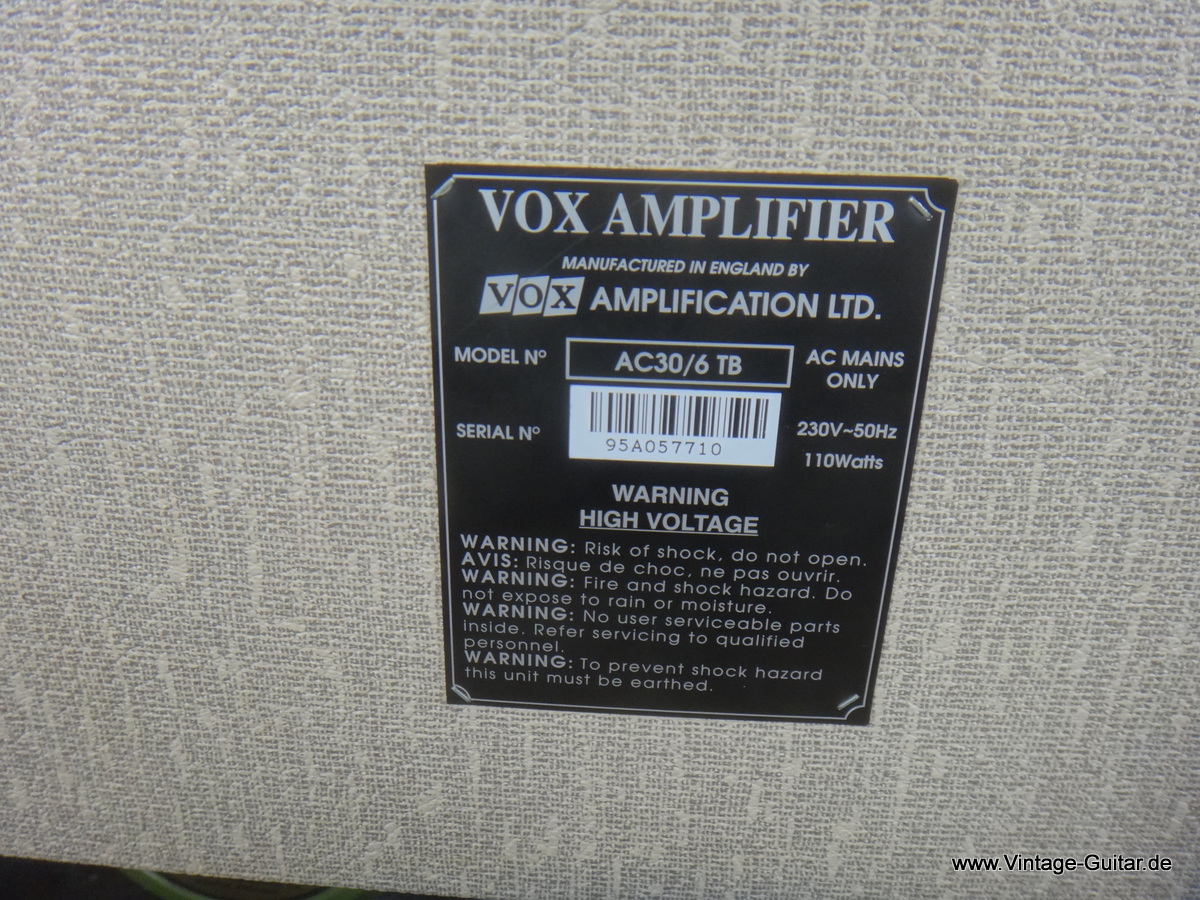 VOX AMPLIFIER
MANUFACTURED IN ENGLAND BY
VOX AMPLIFICATION LTD.
MODEL Nº AC30/6 TB AC MAINS
ONLY
SERIAL Nº 95A057710 230V~50Hz
110Watts
WARNING
HIGH VOLTAGE
WARNING: Risk of shock, do not open.
AVIS: Risque de choc, ne pas ouvrir.
WARNING: Fire and shock hazard. Do
not expose to rain or moisture.
WARNING: No user serviceable parts
inside. Refer servicing to qualified
personnel.
WARNING: To prevent shock hazard
this unit must be earthed.
www.Vintage-Guitar.de